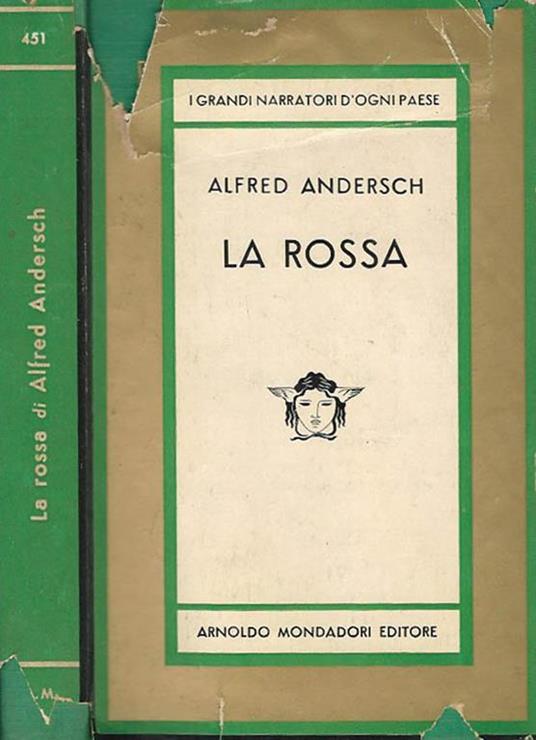 451
La rossa di Alfred Andersch
I GRANDI NARRATORI D'OGNI PAESE
ALFRED ANDERSCH
LA ROSSA
ARNOLDO MONDADORI EDITORE